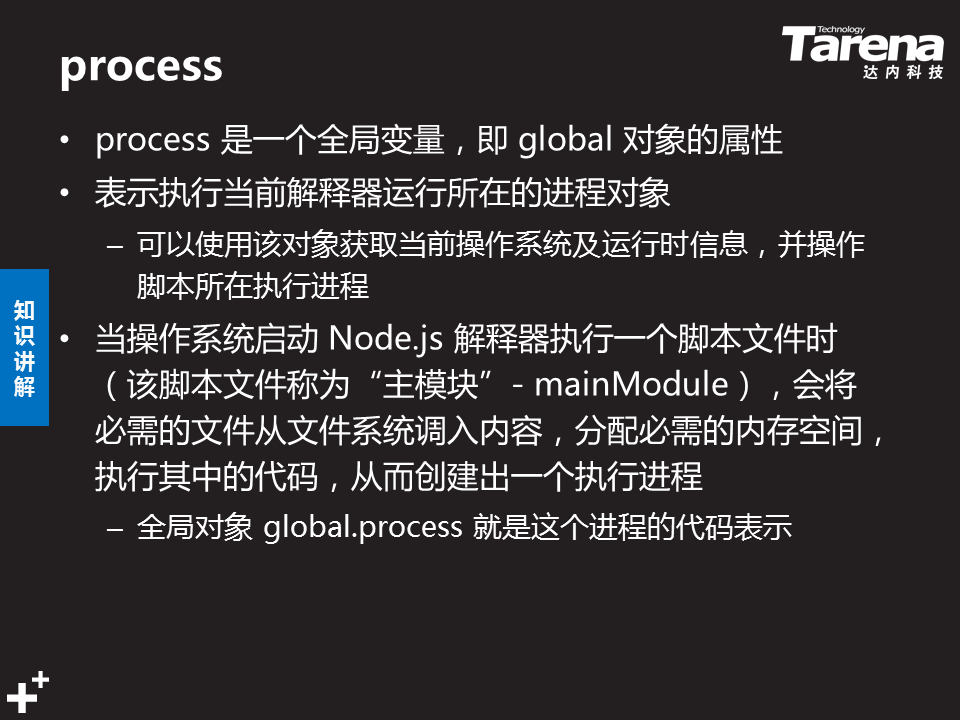 process
Technology
Tarena
达内科技
• process 是一个全局变量，即 global 对象的属性
• 表示执行当前解释器运行所在的进程对象
– 可以使用该对象获取当前操作系统及运行时信息，并操作
脚本所在执行进程
知识讲解
• 当操作系统启动 Node.js 解释器执行一个脚本文件时
（该脚本文件称为“主模块”- mainModule），会将
必需的文件从文件系统调入内容，分配必需的内存空间，
执行其中的代码，从而创建出一个执行进程
– 全局对象 global.process 就是这个进程的代码表示